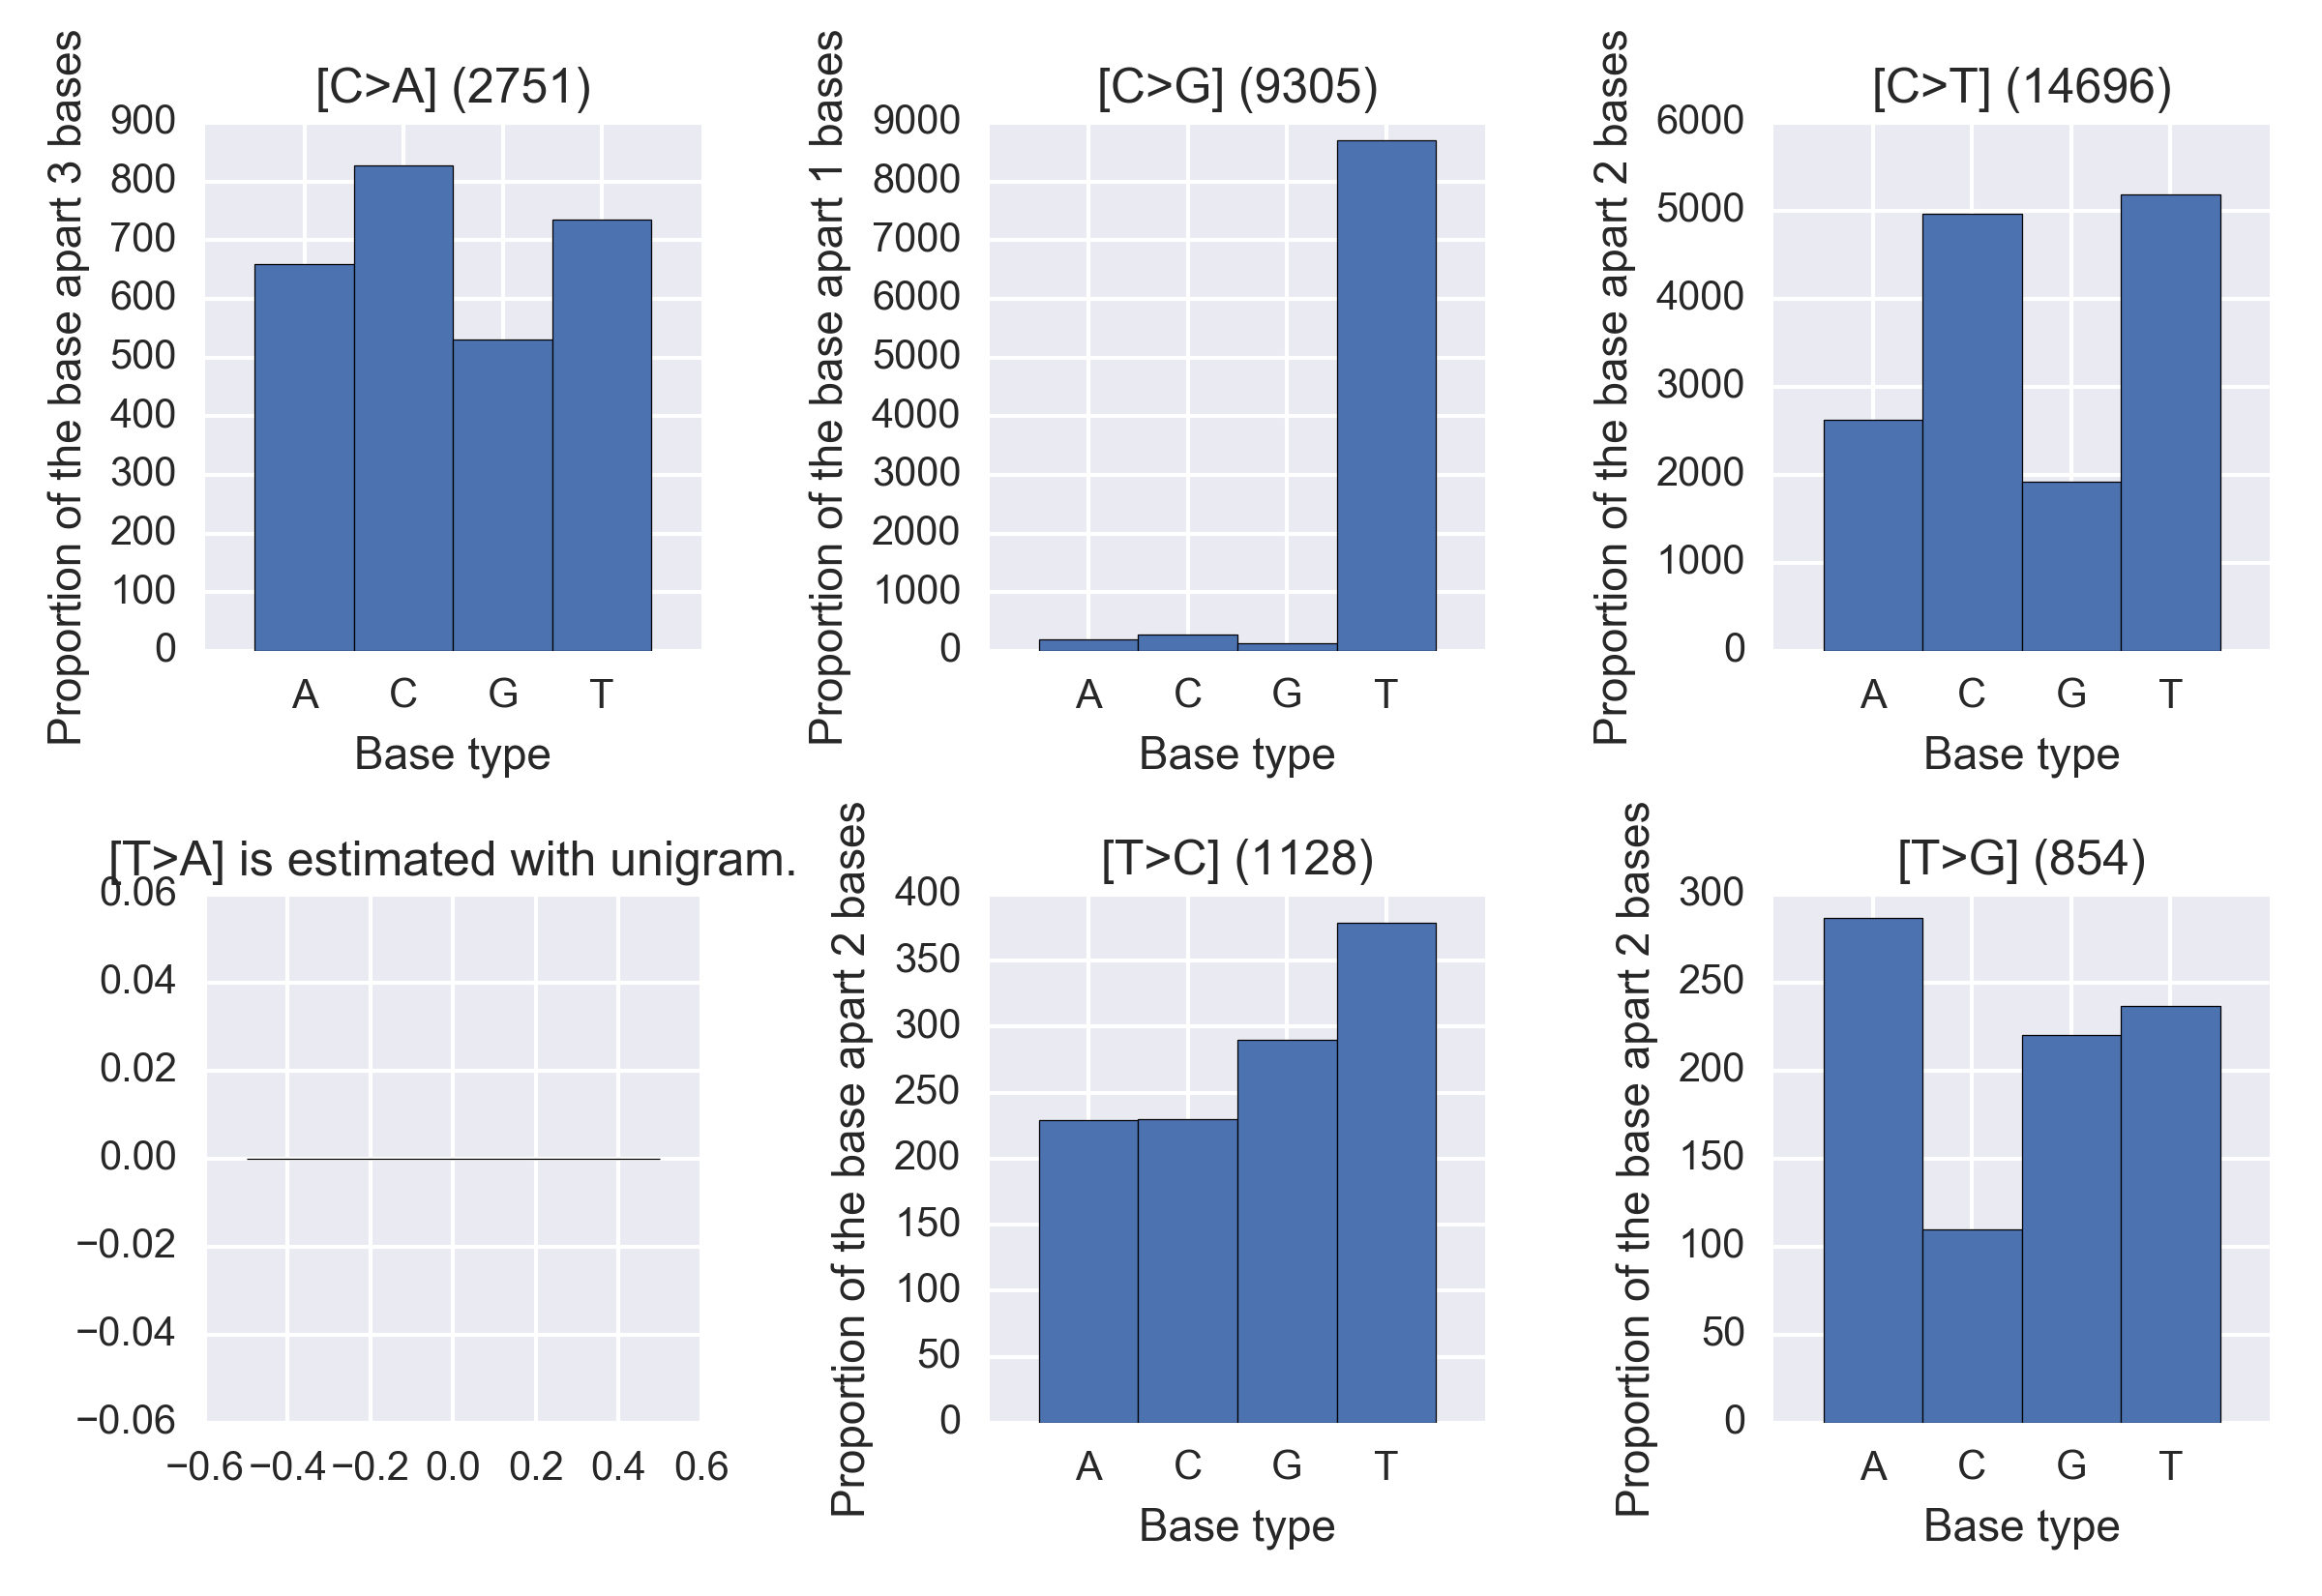 [C>A] (2751)
Proportion of the base apart 3 bases
900
800
700
600
500
400
300
200
100
0
A C G T
Base type
[C>G] (9305)
Proportion of the base apart 1 bases
9000
8000
7000
6000
5000
4000
3000
2000
1000
0
A C G T
Base type
[C>T] (14696)
Proportion of the base apart 2 bases
6000
5000
4000
3000
2000
1000
0
A C G T
Base type
[T>A] is estimated with unigram.
0.06
0.04
0.02
0.00
−0.02
−0.04
−0.06
−0.6 −0.4 −0.2 0.0 0.2 0.4 0.6
[T>C] (1128)
Proportion of the base apart 2 bases
400
350
300
250
200
150
100
50
0
A C G T
Base type
[T>G] (854)
Proportion of the base apart 2 bases
300
250
200
150
100
50
0
A C G T
Base type